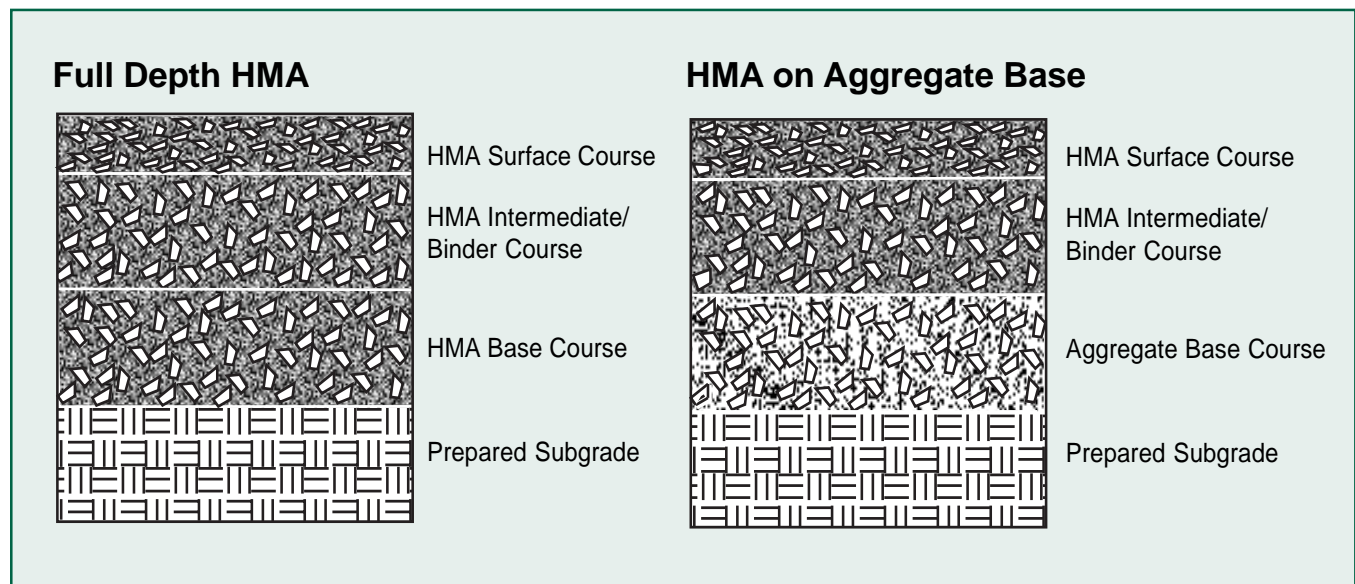 Full Depth HMA
HMA Surface Course
HMA Intermediate/
Binder Course
HMA Base Course
Prepared Subgrade
HMA on Aggregate Base
HMA Surface Course
HMA Intermediate/
Binder Course
Aggregate Base Course
Prepared Subgrade